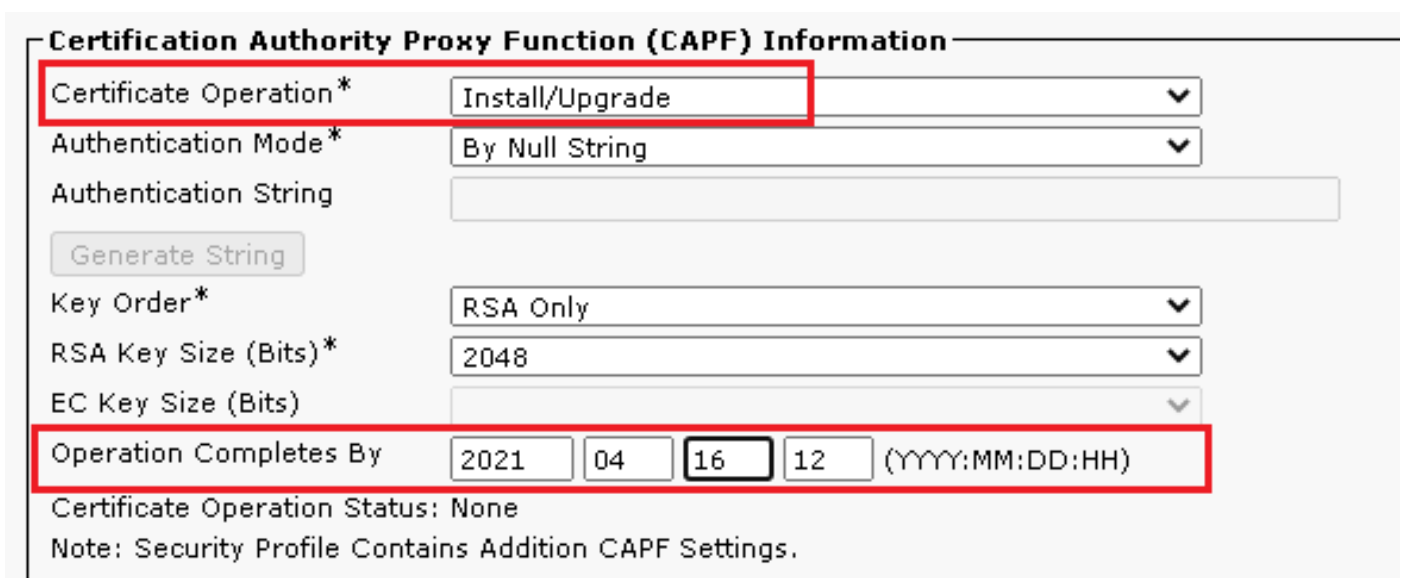 Certification Authority Proxy Function (CAPF) Information
Certificate Operation* Install/Upgrade
Authentication Mode* By Null String
Authentication String
Generate String
Key Order* RSA Only
RSA Key Size (Bits)* 2048
EC Key Size (Bits)
Operation Completes By 2021 04 16 12 (YYYY:MM:DD:HH)
Certificate Operation Status: None
Note: Security Profile Contains Addition CAPF Settings.